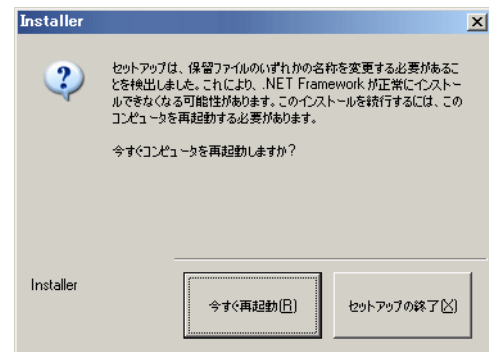 Installer
セットアップは、保留ファイルのいずれかの名称を変更する必要があるこ
とを検出しました。これにより、.NET Framework が正常にインストー
ルできなくなる可能性があります。このインストールを続行するには、この
コンピュータを再起動する必要があります。
今すぐコンピュータを再起動しますか?
Installer
今すぐ再起動(R)
セットアップの終了(X)